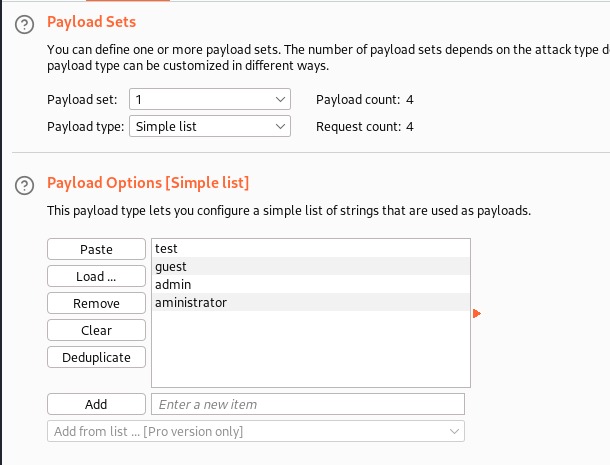 Payload Sets
You can define one or more payload sets. The number of payload sets depends on the attack type
payload type can be customized in different ways.
Payload set: 1 Payload count: 4
Payload type: Simple list Request count: 4
Payload Options [Simple list]
This payload type lets you configure a simple list of strings that are used as payloads.
Paste
Load ...
Remove
Clear
Deduplicate
test
guest
admin
aministrator
Add Enter a new item
Add from list ... [Pro version only]